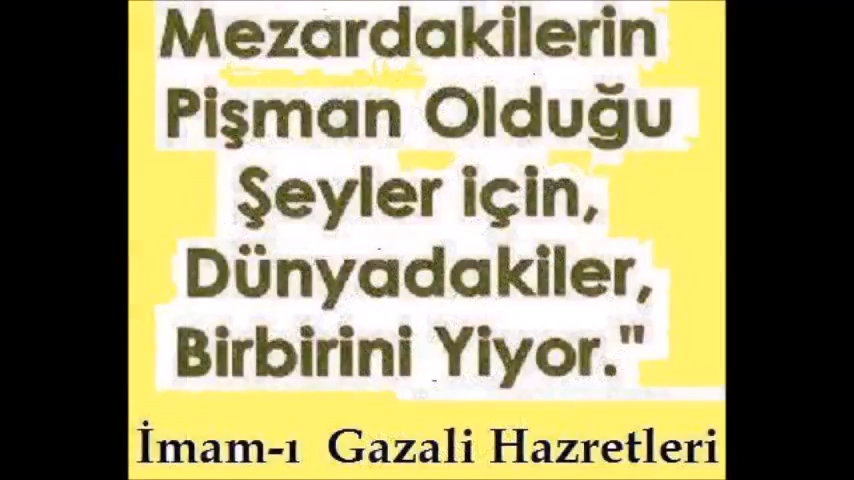 Mezardakilerin
Pişman Olduğu
Şeyler için,
Dünyadakiler,
Birbirini Yiyor."
İmam-ı Gazali Hazretleri